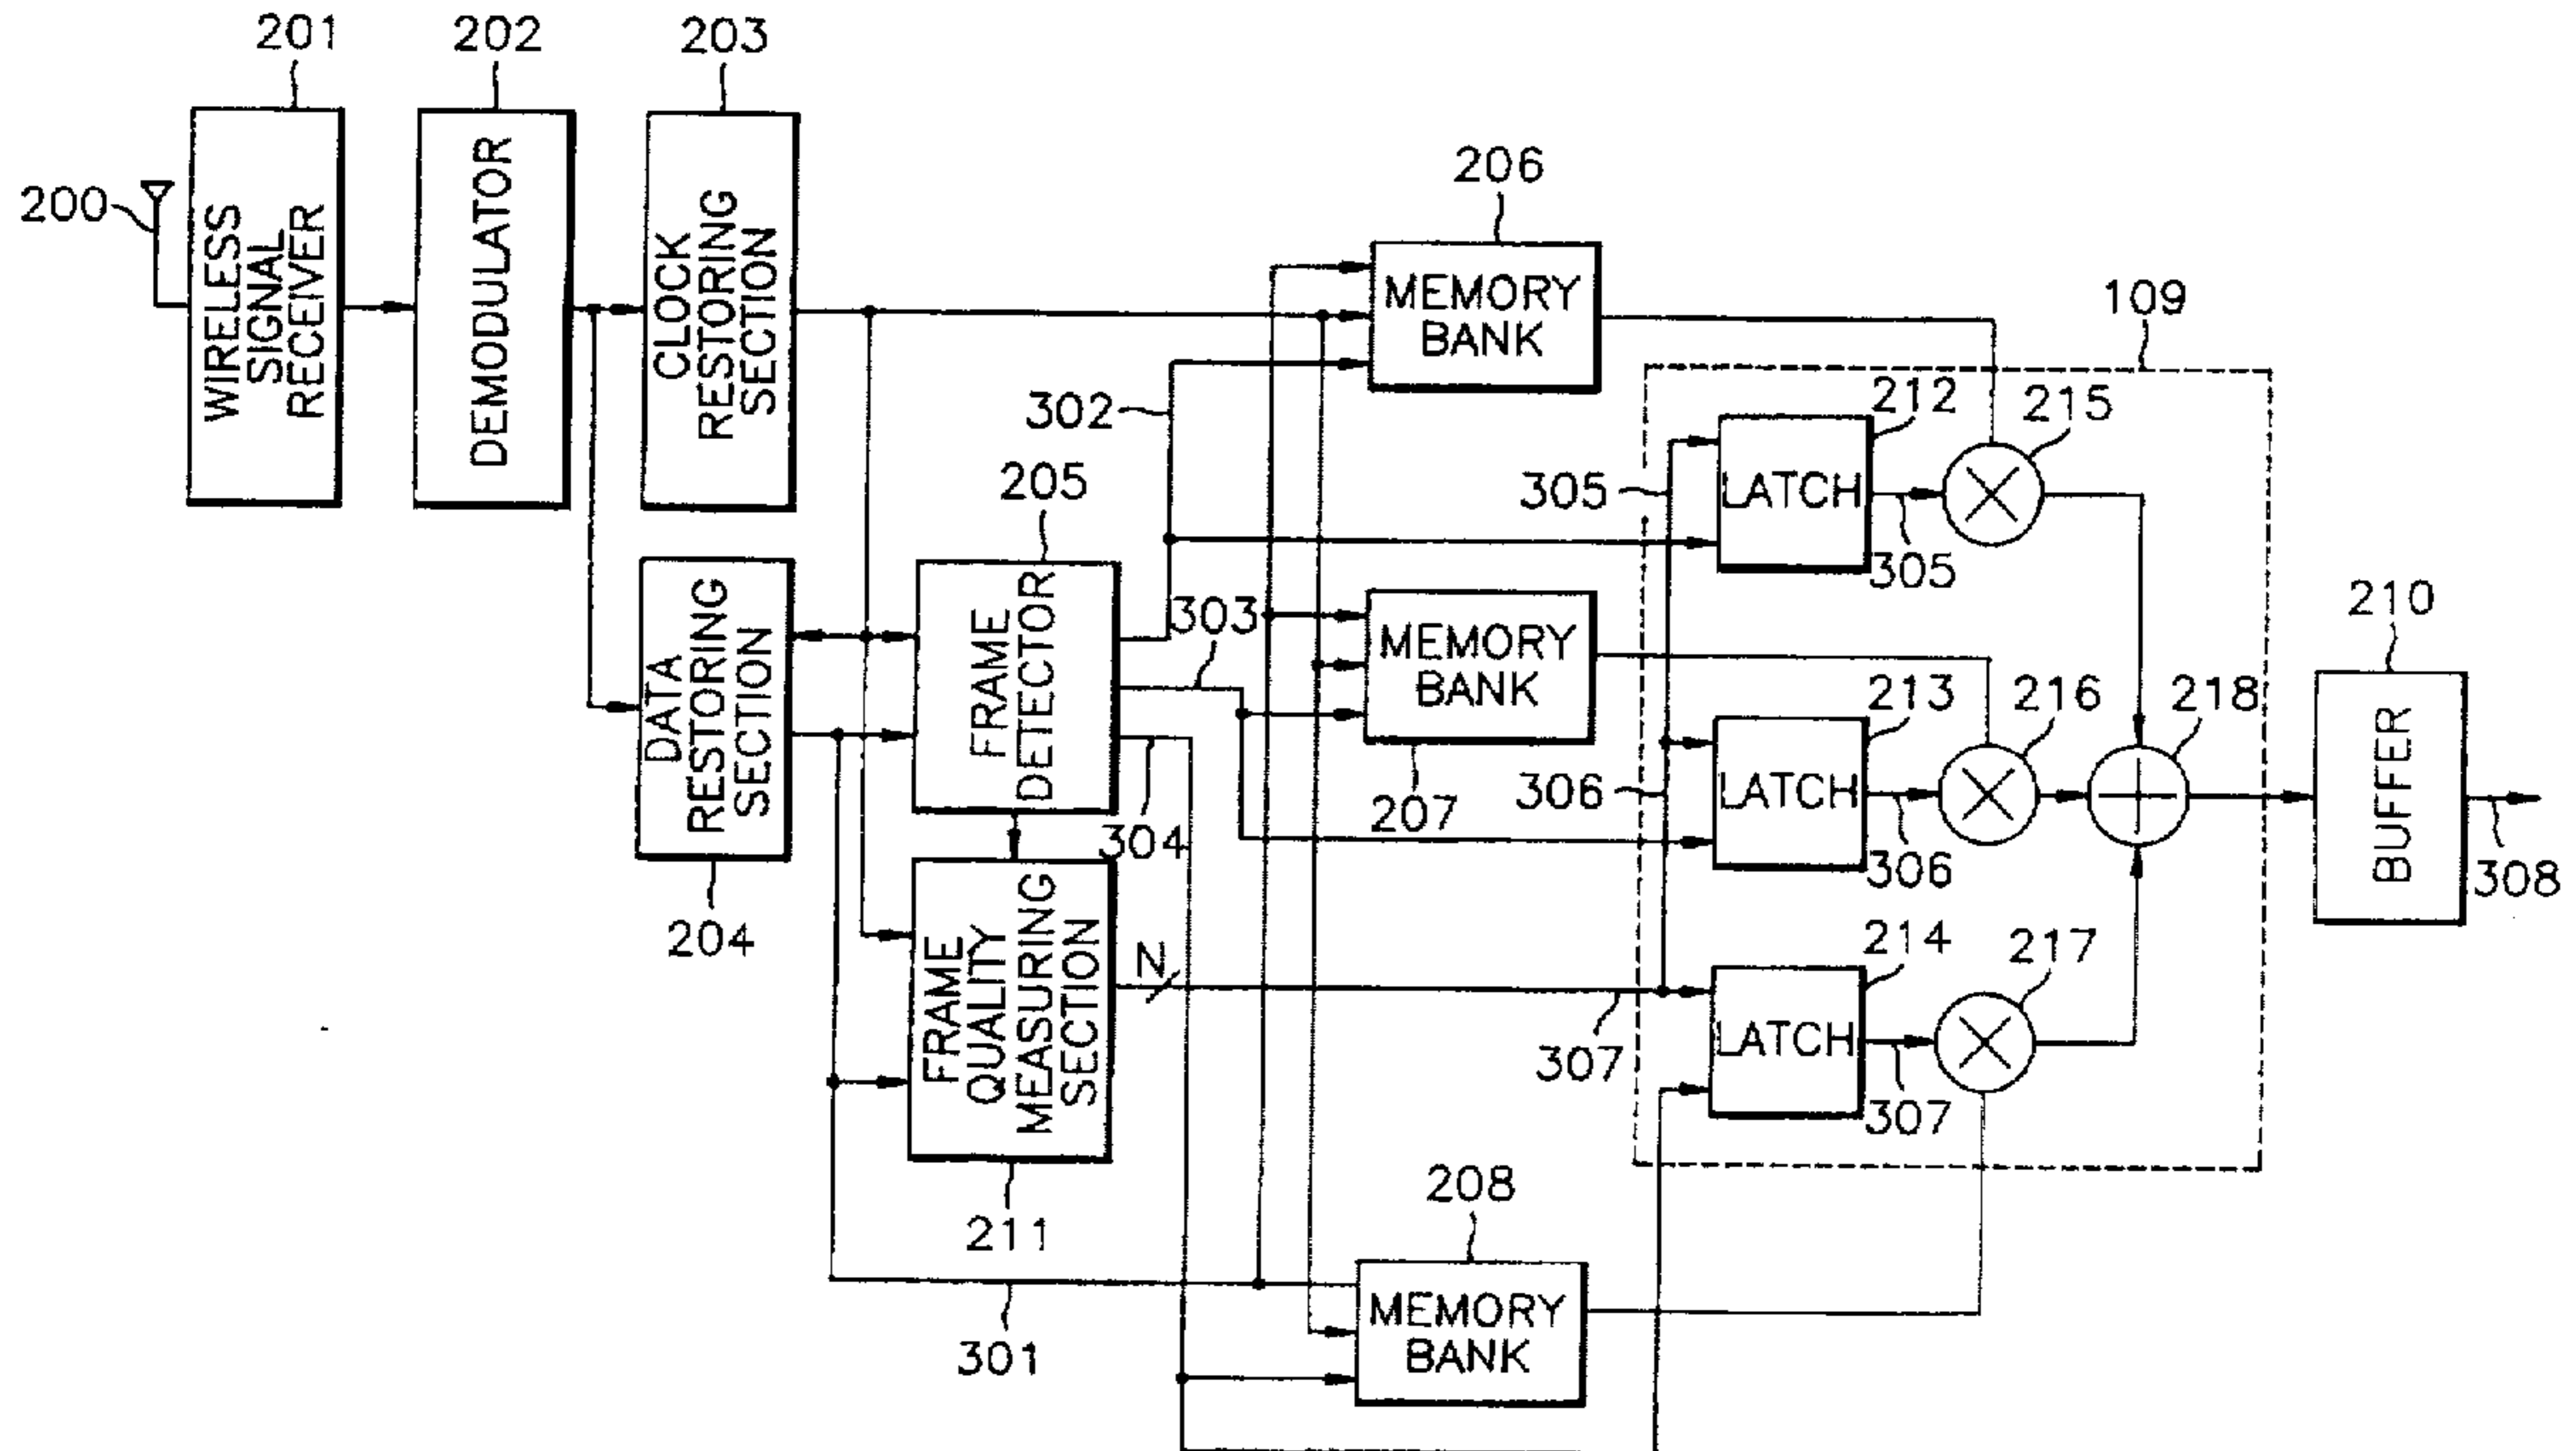 201
202
203
200
WIRELESS
SIGNAL
RECEIVER
DEMODULATOR
CLOCK
RESTORING
SECTION
206
MEMORY
BANK
109
302
212
215
305
LATCH
305
205
FRAME
DETECTOR
303
304
DATA
RESTORING
SECTION
204
MEMORY
BANK
207
306
213
216
218
LATCH
306
210
BUFFER
308
FRAME
QUALITY
MEASURING
SECTION
211
N
307
214
217
LATCH
307
208
MEMORY
BANK
301